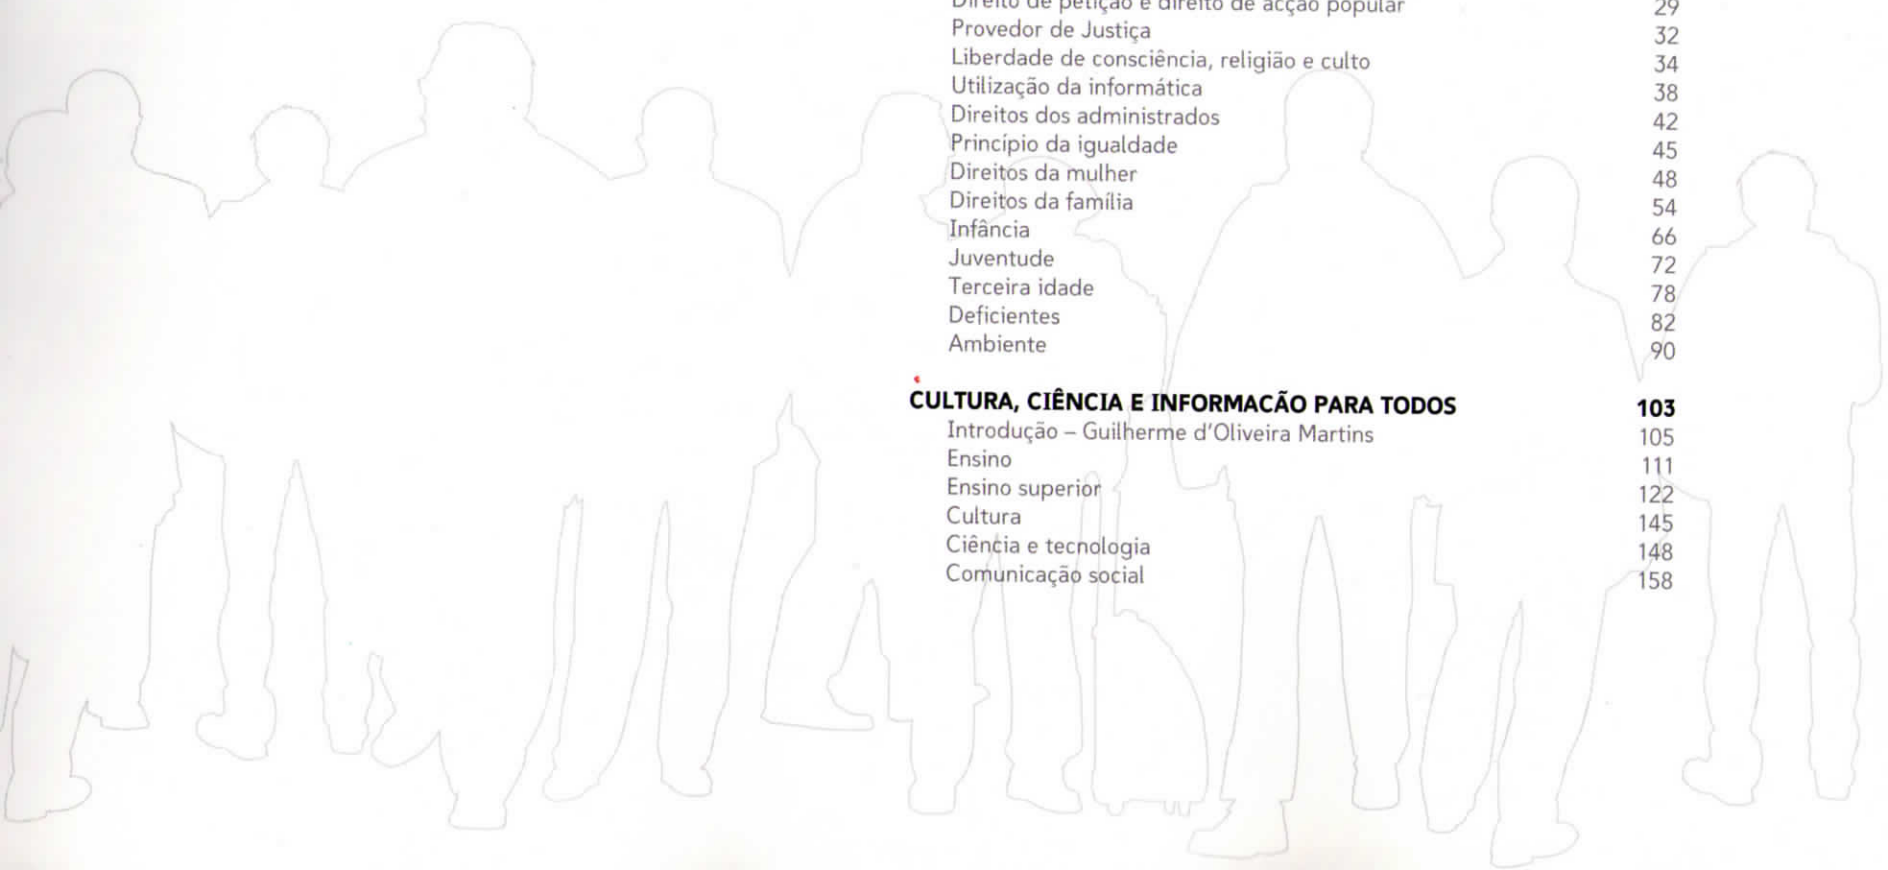 Direito de petição e direito de acção popular 29
Provedor de Justiça 32
Liberdade de consciência, religião e culto 34
Utilização da informática 38
Direitos dos administrados 42
Princípio da igualdade 45
Direitos da mulher 48
Direitos da família 54
Infância 66
Juventude 72
Terceira idade 78
Deficientes 82
Ambiente 90
CULTURA, CIÊNCIA E INFORMACÃO PARA TODOS 103
Introdução – Guilherme d'Oliveira Martins 105
Ensino 111
Ensino superior 122
Cultura 145
Ciência e tecnologia 148
Comunicação social 158